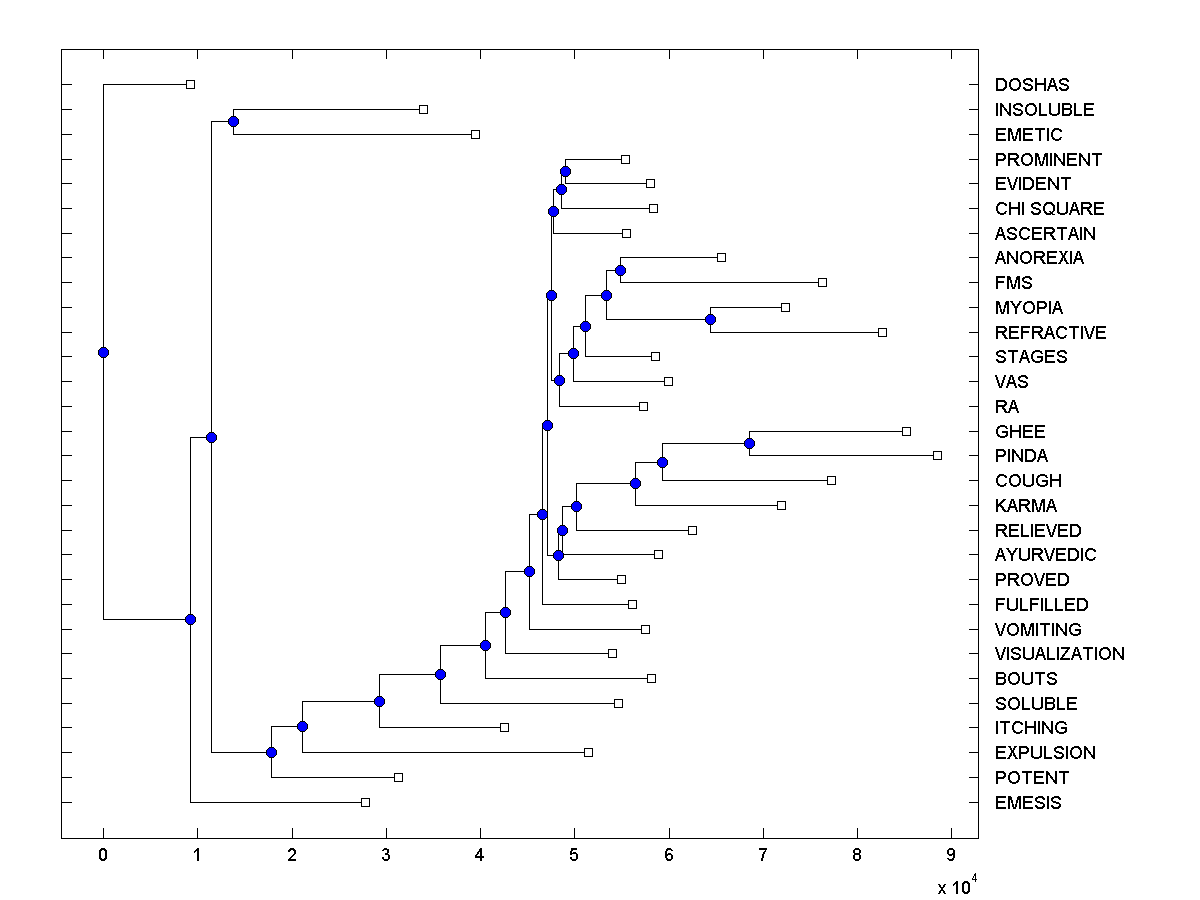 DOSHAS
INSOLUBLE
EMETIC
PROMINENT
EVIDENT
CHI SQUARE
ASCERTAIN
ANOREXIA
FMS
MYOPIA
REFRACTIVE
STAGES
VAS
RA
GHEE
PINDA
COUGH
KARMA
RELIEVED
AYURVEDIC
PROVED
FULFILLED
VOMITING
VISUALIZATION
BOUTS
SOLUBLE
ITCHING
EXPULSION
POTENT
EMESIS
0 1 2 3 4 5 6 7 8 9
x 10^4